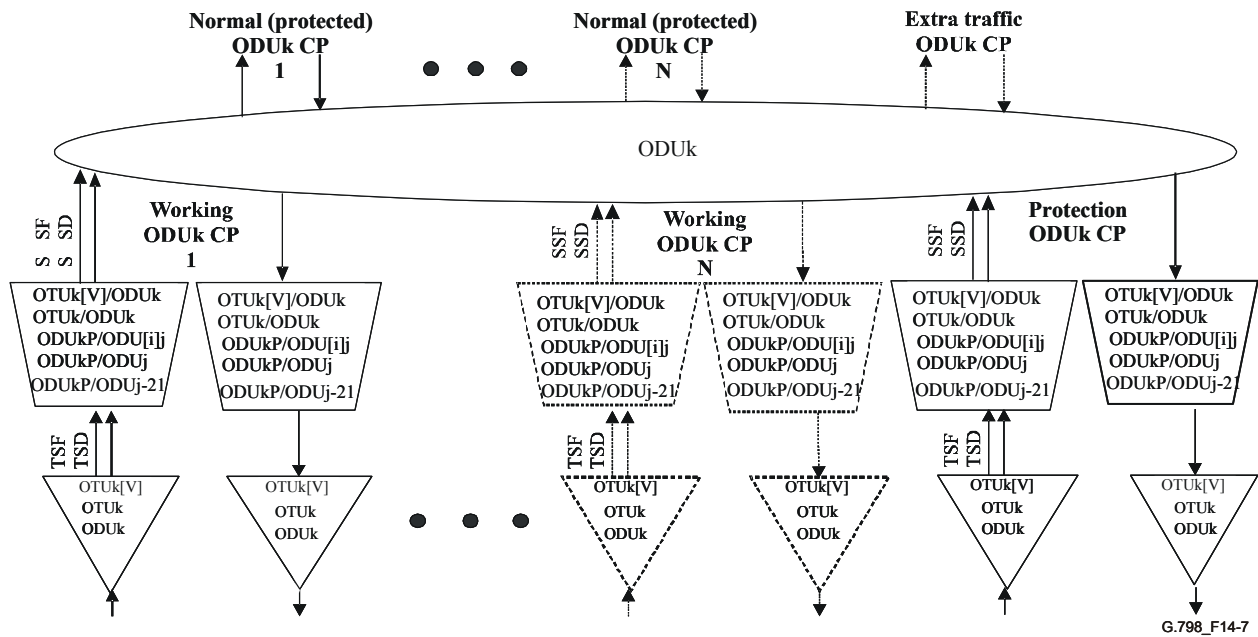 Normal (protected)
ODUk CP
1
Normal (protected)
ODUk CP
N
Extra traffic
ODUk CP
ODUk
S SF
S SD
Working
ODUk CP
1
SSF
SSD
Working
ODUk CP
N
SSF
SSD
Protection
ODUk CP
OTUk[V]/ODUk
OTUk/ODUk
ODUkP/ODU[i]j
ODUkP/ODUj
ODUkP/ODUj-21
OTUk[V]/ODUk
OTUk/ODUk
ODUkP/ODU[i]j
ODUkP/ODUj
ODUkP/ODUj-21
OTUk[V]/ODUk
OTUk/ODUk
ODUkP/ODU[i]j
ODUkP/ODUj
ODUkP/ODUj-21
OTUk[V]/ODUk
OTUk/ODUk
ODUkP/ODU[i]j
ODUkP/ODUj
ODUkP/ODUj-21
OTUk[V]/ODUk
OTUk/ODUk
ODUkP/ODU[i]j
ODUkP/ODUj
ODUkP/ODUj-21
OTUk[V]/ODUk
OTUk/ODUk
ODUkP/ODU[i]j
ODUkP/ODUj
ODUkP/ODUj-21
TSF
TSD
TSF
TSD
TSF
TSD
OTUk[V]
OTUk
ODUk
OTUk[V]
OTUk
ODUk
OTUk[V]
OTUk
ODUk
OTUk[V]
OTUk
ODUk
OTUk[V]
OTUk
ODUk
OTUk[V]
OTUk
ODUk
G.798_F14-7